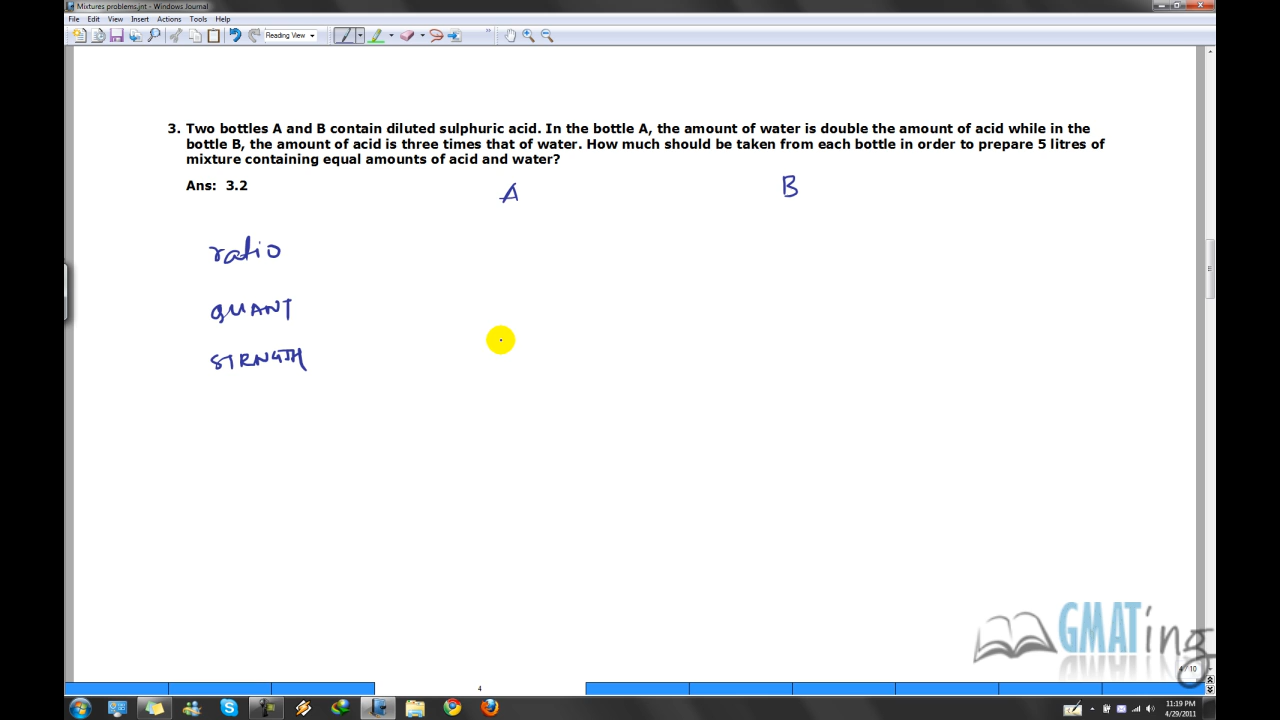 Mixtures problems.jnt - Windows Journal
File Edit View Insert Actions Tools Help
Reading View
3. Two bottles A and B contain diluted sulphuric acid. In the bottle A, the amount of water is double the amount of acid while in the
bottle B, the amount of acid is three times that of water. How much should be taken from each bottle in order to prepare 5 litres of
mixture containing equal amounts of acid and water?
Ans: 3.2
A B
ratio
QUANT
STRNGTH
GMATing
4 / 10
4
11:19 PM
4/29/2011